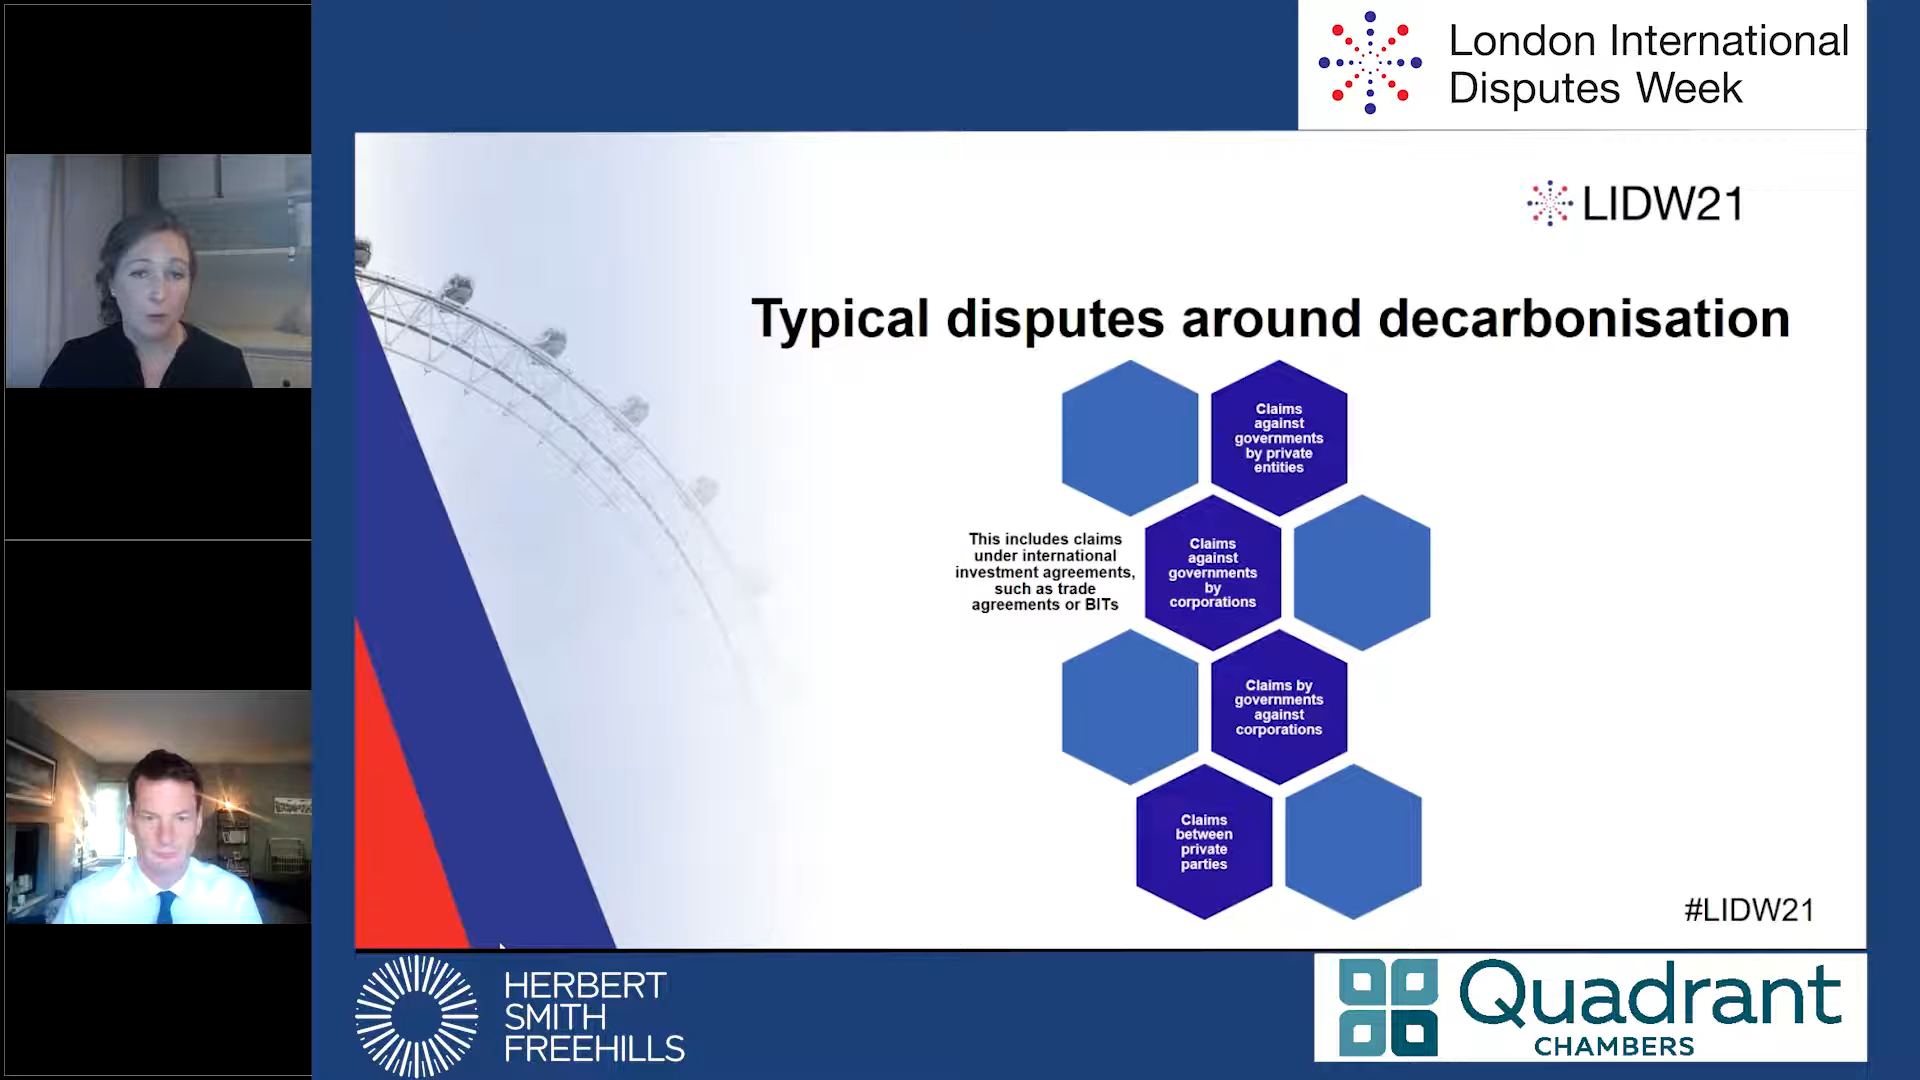 London International
Disputes Week
LIDW21
Typical disputes around decarbonisation
Claims
against
governments
by private
entities
This includes claims
under international
investment agreements,
such as trade
agreements or BITs
Claims
against
governments
by
corporations
Claims by
governments
against
corporations
Claims
between
private
parties
#LIDW21
HERBERT
SMITH
FREEHILLS
Quadrant
CHAMBERS